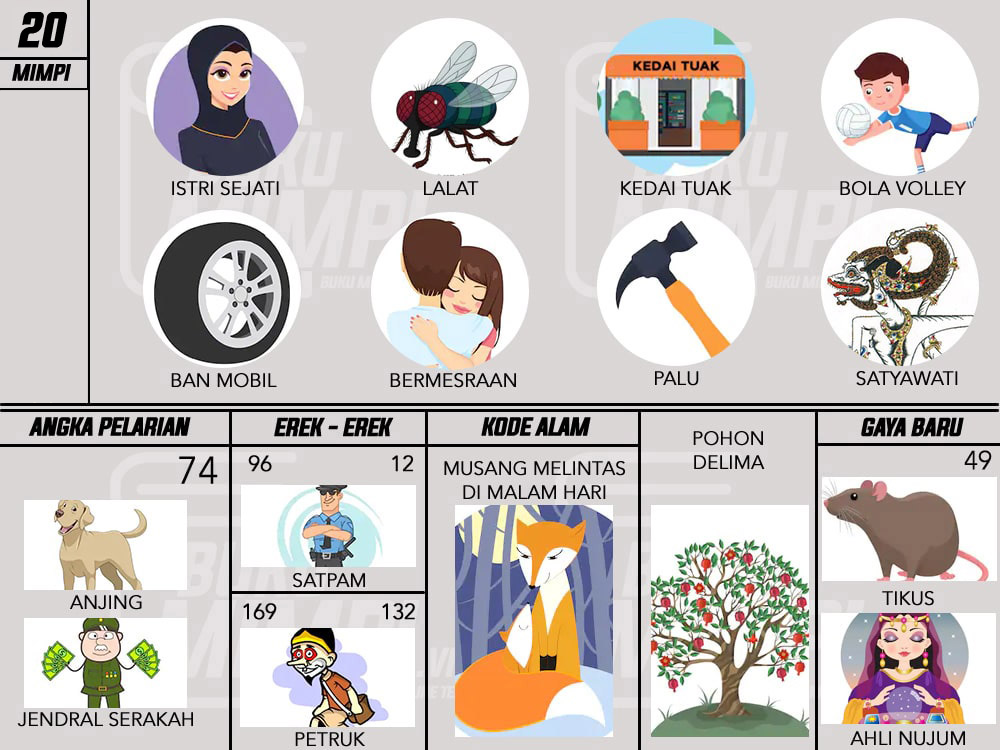 20
MIMPI
KEDAI TUAK
ISTRI SEJATI
LALAT
KEDAI TUAK
BOLA VOLLEY
BAN MOBIL
BERMESRAAN
PALU
SATYAWATI
ANGKA PELARIAN
74
ANJING
JENDRAL SERAKAH
EREK - EREK
96 12
SATPAM
169 132
PETRUK
KODE ALAM
MUSANG MELINTAS
DI MALAM HARI
POHON
DELIMA
GAYA BARU
49
TIKUS
AHLI NUJUM